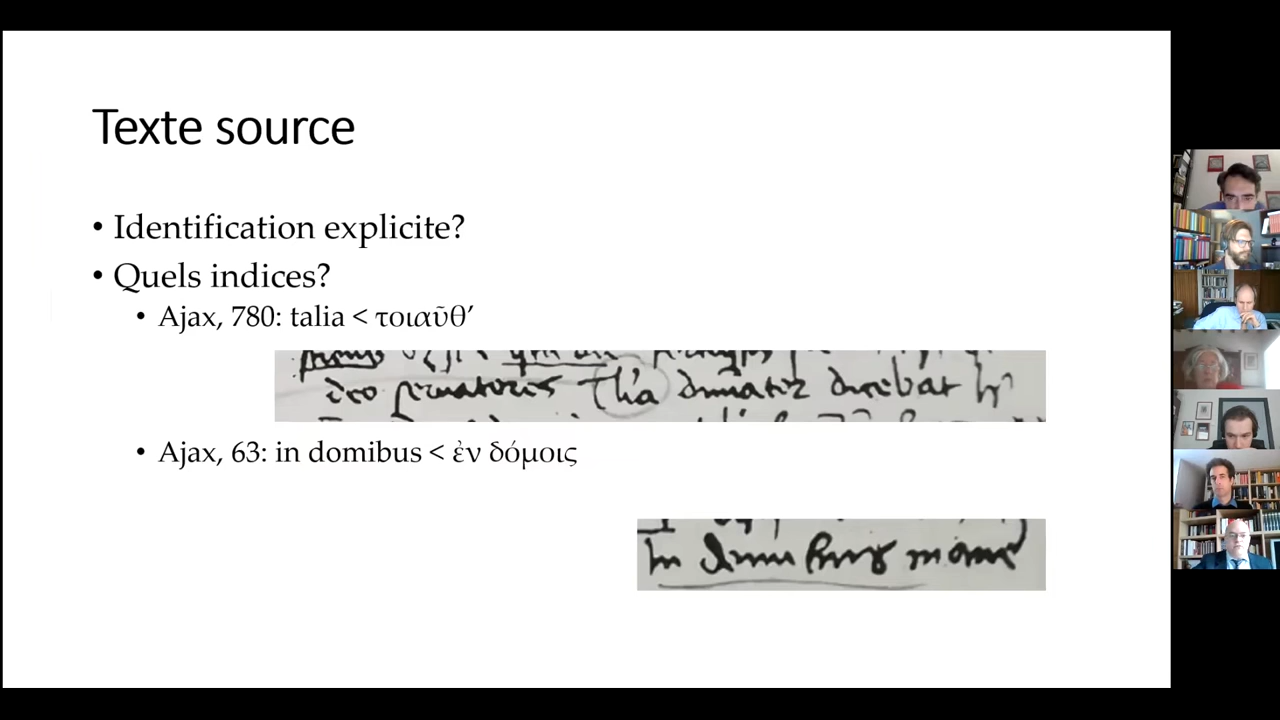 Texte source
• Identification explicite?
• Quels indices?
• Ajax, 780: talia < τοιαῦθ’
• Ajax, 63: in domibus < ἐν δόμοις